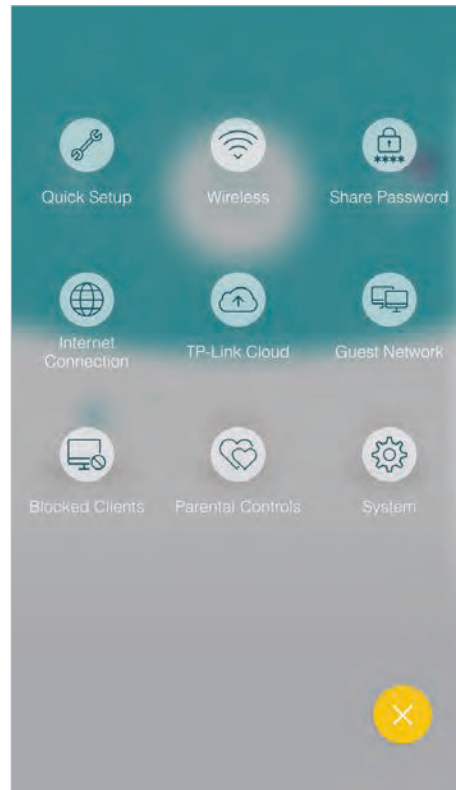 Quick Setup
Wireless
Share Password
****
Internet
Connection
TP-Link Cloud
Guest Network
Blocked Clients
Parental Controls
System